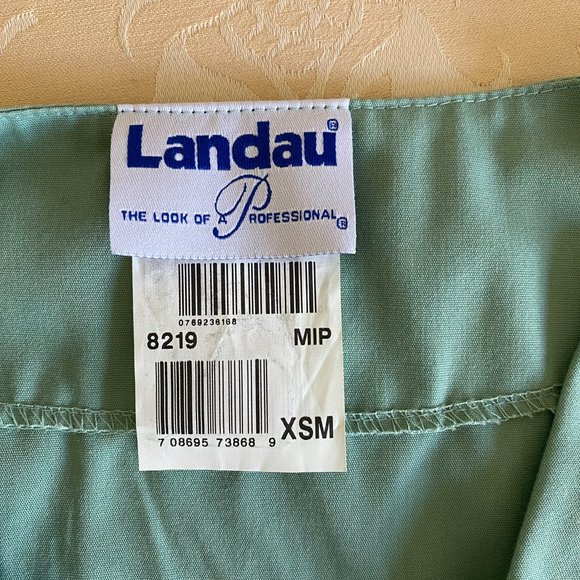 Landau®
THE LOOK OF A PROFESSIONAL®
0769236168
8219 MIP
7 08695 73868 9 XSM